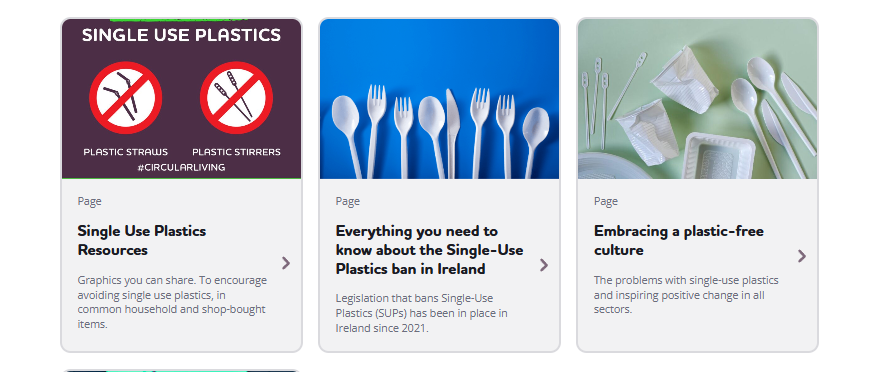 SINGLE USE PLASTICS
PLASTIC STRAWS
PLASTIC STIRRERS
#CIRCULARLIVING
Page
Single Use Plastics
Resources
Graphics you can share. To encourage
avoiding single use plastics, in
common household and shop-bought
items.
Page
Everything you need to
know about the Single-Use
Plastics ban in Ireland
Legislation that bans Single-Use
Plastics (SUPs) has been in place in
Ireland since 2021.
Page
Embracing a plastic-free
culture
The problems with single-use plastics
and inspiring positive change in all
sectors.